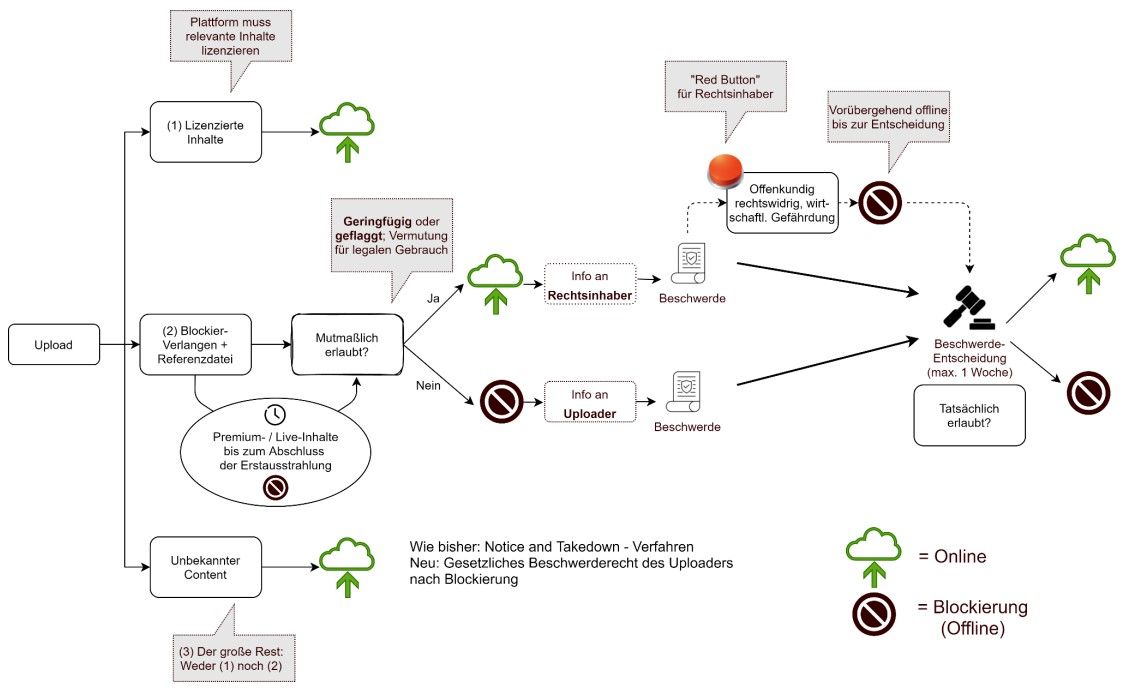 Plattform muss
relevante Inhalte
lizenzieren
(1) Lizenzierte
Inhalte
"Red Button"
für Rechtsinhaber
Vorübergehend offline
bis zur Entscheidung
Offenkundig
rechtswidrig, wirt-
schaftl. Gefährdung
Geringfügig oder
geflaggt; Vermutung
für legalen Gebrauch
Ja
Info an
Rechtsinhaber
Beschwerde
Upload
(2) Blockier-
Verlangen +
Referenzdatei
Mutmaßlich
erlaubt?
Nein
Info an
Uploader
Beschwerde
Beschwerde-
Entscheidung
(max. 1 Woche)
Tatsächlich
erlaubt?
Premium- / Live-Inhalte
bis zum Abschluss
der Erstausstrahlung
Unbekannter
Content
Wie bisher: Notice and Takedown - Verfahren
Neu: Gesetzliches Beschwerderecht des Uploaders
nach Blockierung
(3) Der große Rest:
Weder (1) noch (2)
= Online
= Blockierung
(Offline)